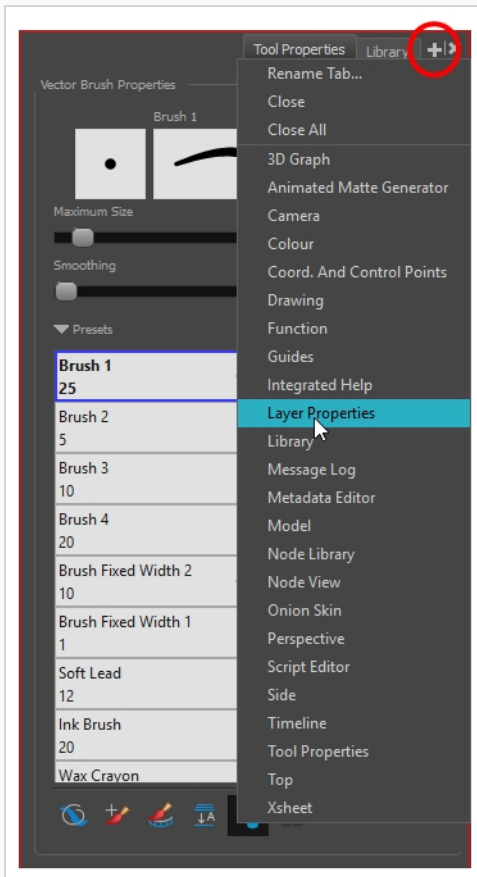 Tool Properties Library
Rename Tab...
Close
Close All
3D Graph
Animated Matte Generator
Camera
Colour
Coord. And Control Points
Drawing
Function
Guides
Integrated Help
Layer Properties
Library
Message Log
Metadata Editor
Model
Node Library
Node View
Onion Skin
Perspective
Script Editor
Side
Timeline
Tool Properties
Top
Xsheet
Vector Brush Properties
Brush 1
Maximum Size
Smoothing
Presets
Brush 1
25
Brush 2
5
Brush 3
10
Brush 4
20
Brush Fixed Width 2
10
Brush Fixed Width 1
1
Soft Lead
12
Ink Brush
20
Wax Crayon
A